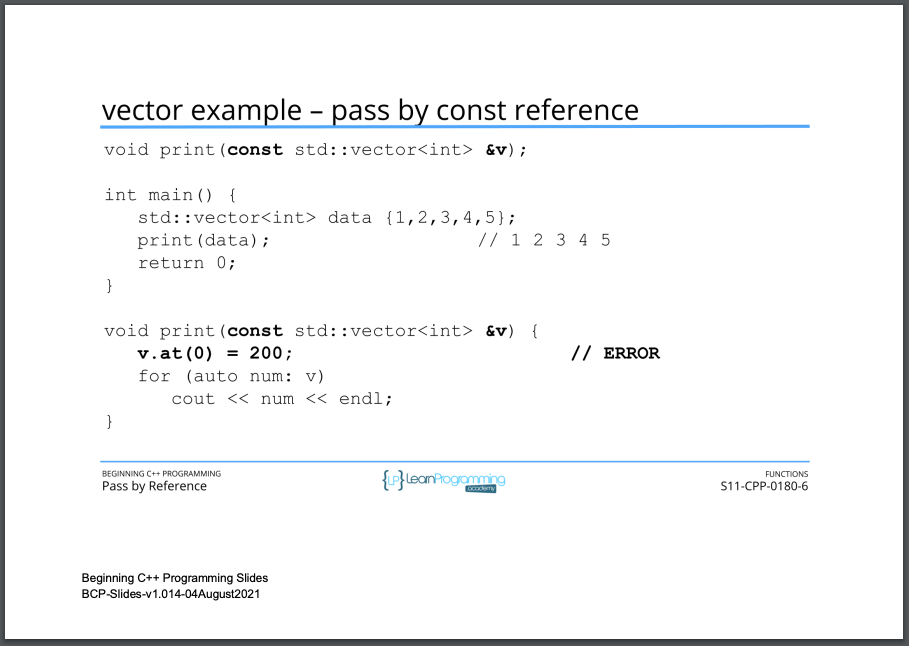 vector example – pass by const reference
void print(const std::vector<int> &v);
int main() {
std::vector<int> data {1,2,3,4,5};
print(data); // 1 2 3 4 5
return 0;
}
void print(const std::vector<int> &v) {
v.at(0) = 200; // ERROR
for (auto num: v)
cout << num << endl;
}
BEGINNING C++ PROGRAMMING
Pass by Reference
{LP} LearnProgramming
academy
FUNCTIONS
S11-CPP-0180-6
Beginning C++ Programming Slides
BCP-Slides-v1.014-04August2021